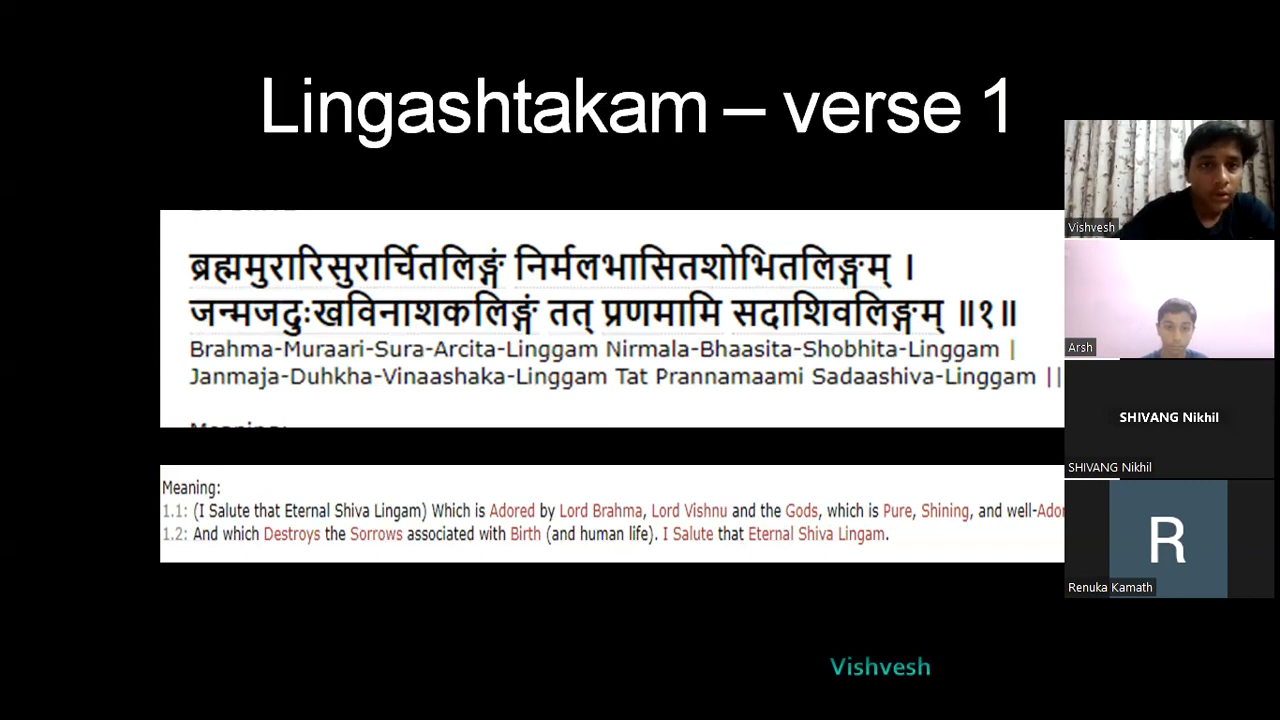 Lingashtakam – verse 1
ब्रह्ममुरारिसुरार्चितलिङ्गं निर्मलभासितशोभितलिङ्गम् ।
जन्मजदुःखविनाशकलिङ्गं तत् प्रणमामि सदाशिवलिङ्गम् ॥१॥
Brahma-Muraari-Sura-Arcita-Linggam Nirmala-Bhaasita-Shobhita-Linggam |
Janmaja-Duhkha-Vinaashaka-Linggam Tat Prannamaami Sadaashiva-Linggam ||
Meaning:
1.1: (I Salute that Eternal Shiva Lingam) Which is Adored by Lord Brahma, Lord Vishnu and the Gods, which is Pure, Shining, and well-Ador
1.2: And which Destroys the Sorrows associated with Birth (and human life). I Salute that Eternal Shiva Lingam.
Vishvesh
Vishvesh
Arsh
SHIVANG Nikhil
SHIVANG Nikhil
R
Renuka Kamath